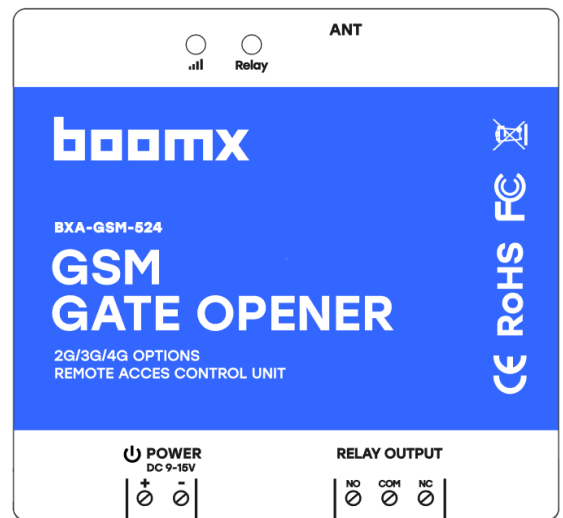 ANT
Relay
boomx
BXA-GSM-524
GSM
GATE OPENER
2G/3G/4G OPTIONS
REMOTE ACCES CONTROL UNIT
CE RoHS FC
POWER
DC 9-15V
+ -
RELAY OUTPUT
NO COM NC